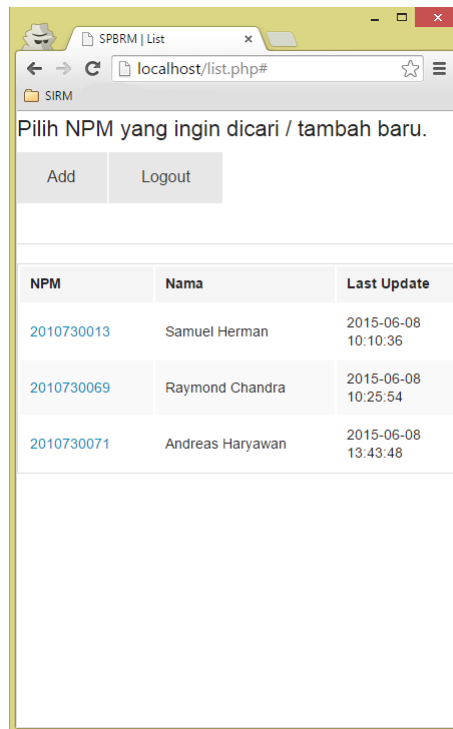 SPBRM | List
localhost/list.php#
SIRM
Pilih NPM yang ingin dicari / tambah baru.
Add Logout
NPM Nama Last Update
2010730013 Samuel Herman 2015-06-08 10:10:36
2010730069 Raymond Chandra 2015-06-08 10:25:54
2010730071 Andreas Haryawan 2015-06-08 13:43:48